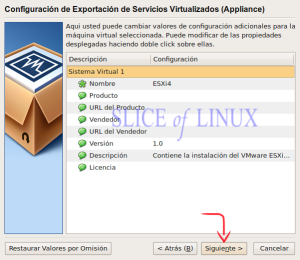 Configuración de Exportación de Servicios Virtualizados (Appliance)
Aqui usted puede cambiar valores de configuración adicionales para la
máquina virtual seleccionada. Puede modificar de las propiedades
desplegadas haciendo doble click sobre ellas.
Descripción Configuración
Sistema Virtual 1
Nombre ESXi4
Producto
URL del Producto
Vendedor
URL del Vendedor
Versión 1.0
Descripción Contiene la instalación del VMware ESXi...
Licencia
SLICE of LINUX
Restaurar Valores por Omisión < Atrás (B) Siguiente > Cancelar